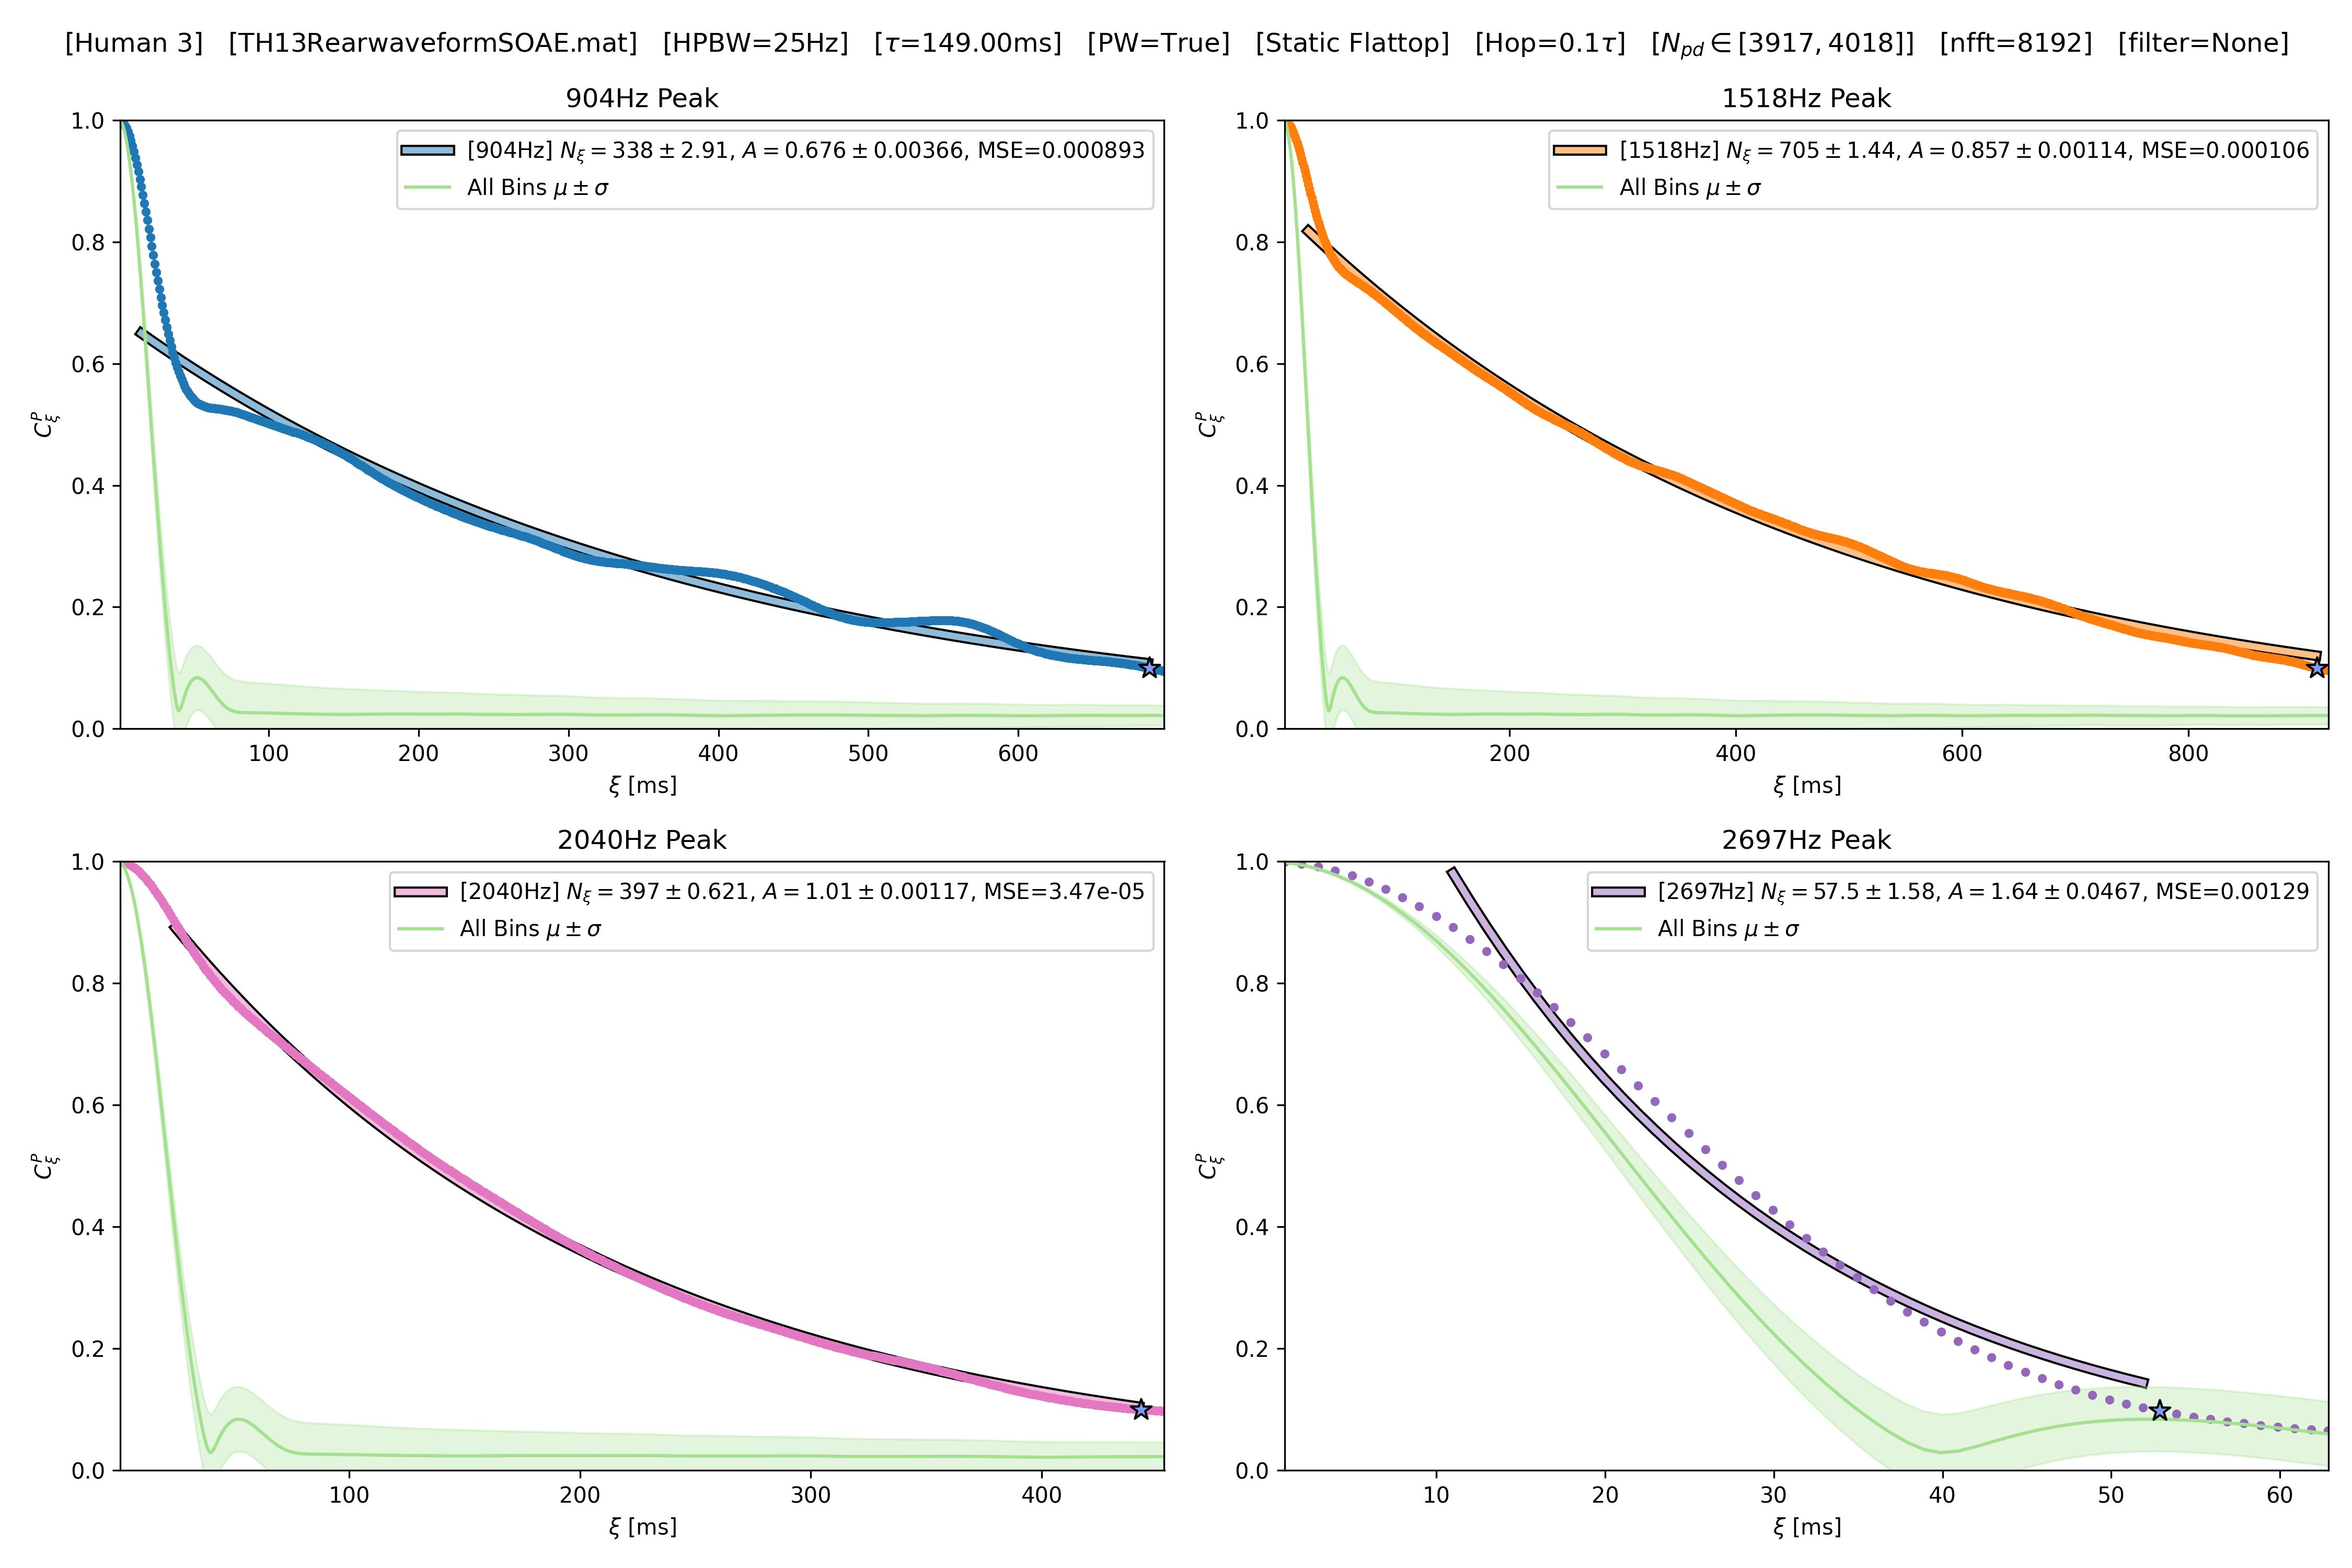 [Human 3] [TH13RearwaveformSOAE.mat] [HPBW=25Hz] [τ=149.00ms] [PW=True] [Static Flattop] [Hop=0.1τ] [N_pd ∈ [3917, 4018]] [nfft=8192] [filter=None]
904Hz Peak
1.0
0.8
0.6
0.4
0.2
0.0
C_ξ^P
[904Hz] N_ξ = 338 ± 2.91, A = 0.676 ± 0.00366, MSE=0.000893
All Bins μ ± σ
100 200 300 400 500 600
ξ [ms]
1518Hz Peak
1.0
0.8
0.6
0.4
0.2
0.0
C_ξ^P
[1518Hz] N_ξ = 705 ± 1.44, A = 0.857 ± 0.00114, MSE=0.000106
All Bins μ ± σ
200 400 600 800
ξ [ms]
2040Hz Peak
1.0
0.8
0.6
0.4
0.2
0.0
C_ξ^P
[2040Hz] N_ξ = 397 ± 0.621, A = 1.01 ± 0.00117, MSE=3.47e-05
All Bins μ ± σ
100 200 300 400
ξ [ms]
2697Hz Peak
1.0
0.8
0.6
0.4
0.2
0.0
C_ξ^P
[2697Hz] N_ξ = 57.5 ± 1.58, A = 1.64 ± 0.0467, MSE=0.00129
All Bins μ ± σ
10 20 30 40 50 60
ξ [ms]